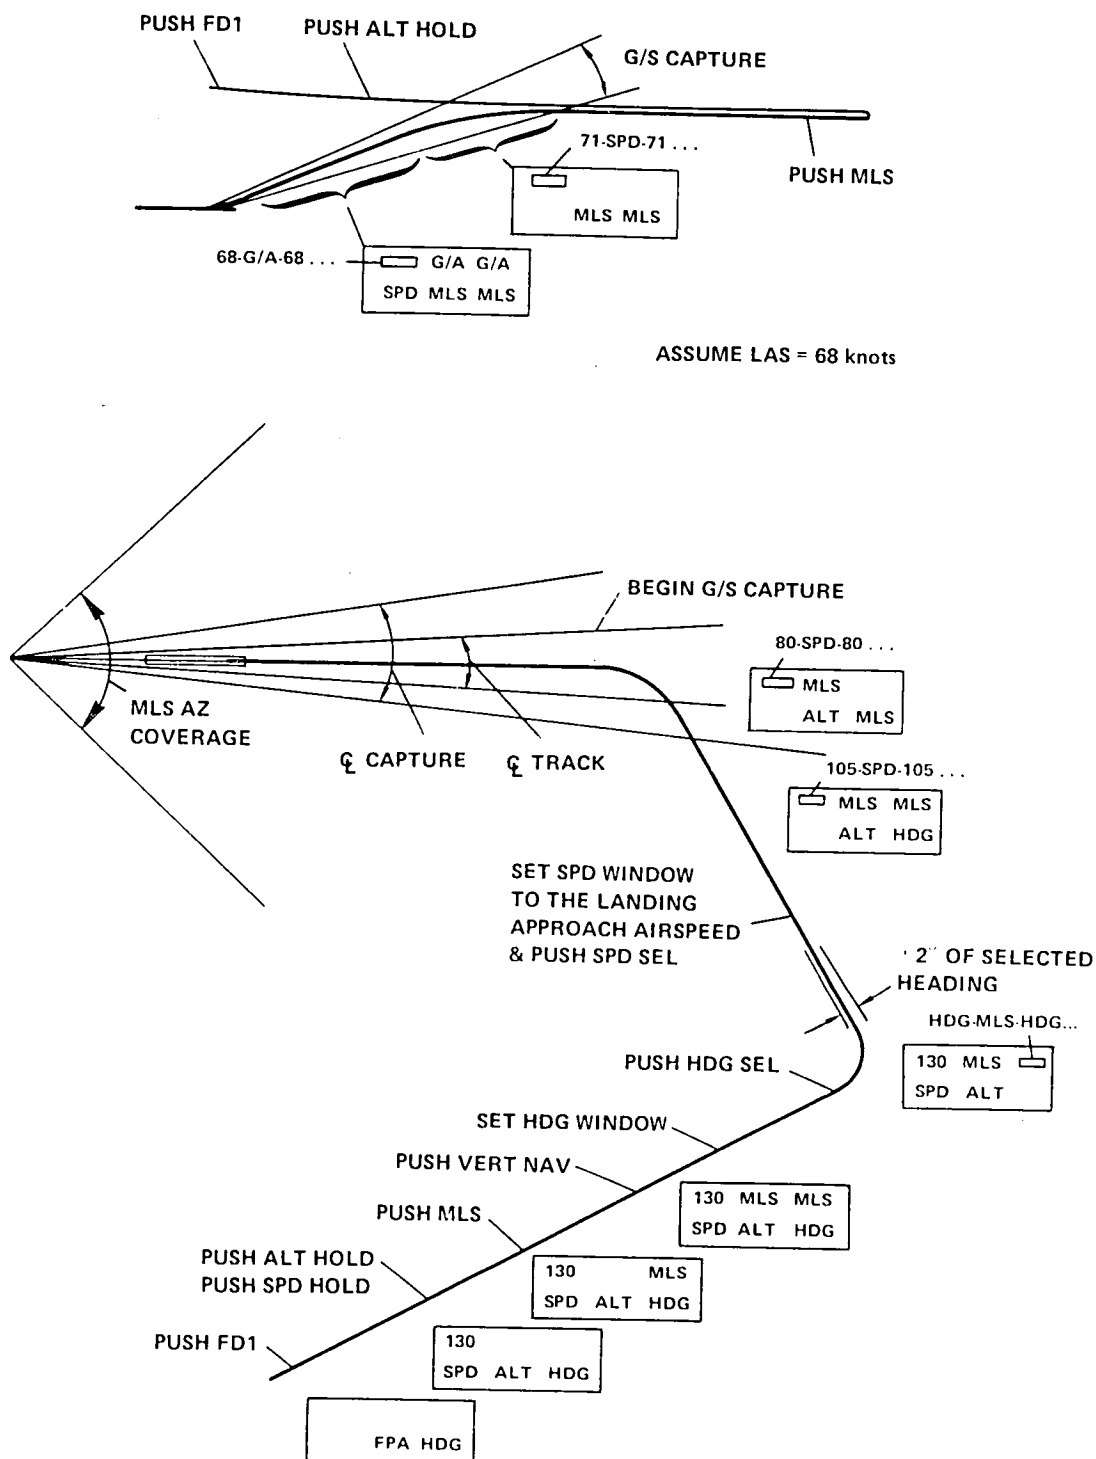 PUSH FD1
PUSH ALT HOLD
G/S CAPTURE
71-SPD-71 . . .
PUSH MLS
MLS MLS
68-G/A-68 . . .
G/A G/A
SPD MLS MLS
ASSUME LAS = 68 knots
BEGIN G/S CAPTURE
80-SPD-80 . . .
MLS
ALT MLS
MLS AZ
COVERAGE
℄ CAPTURE
℄ TRACK
105-SPD-105 . . .
MLS MLS
ALT HDG
SET SPD WINDOW
TO THE LANDING
APPROACH AIRSPEED
& PUSH SPD SEL
2° OF SELECTED
HEADING
HDG-MLS-HDG...
130 MLS
SPD ALT
PUSH HDG SEL
SET HDG WINDOW
PUSH VERT NAV
130 MLS MLS
SPD ALT HDG
PUSH MLS
PUSH ALT HOLD
PUSH SPD HOLD
130 MLS
SPD ALT HDG
PUSH FD1
130
SPD ALT HDG
FPA HDG